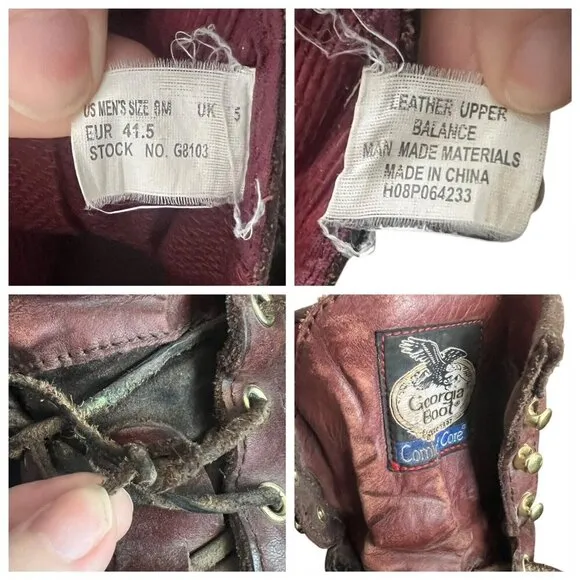 US MEN'S SIZE 8M UK 5
EUR 41.5
STOCK NO. G8103
LEATHER UPPER
BALANCE
MAN MADE MATERIALS
MADE IN CHINA
H08P064233
Georgia
Boot
Comfort Core